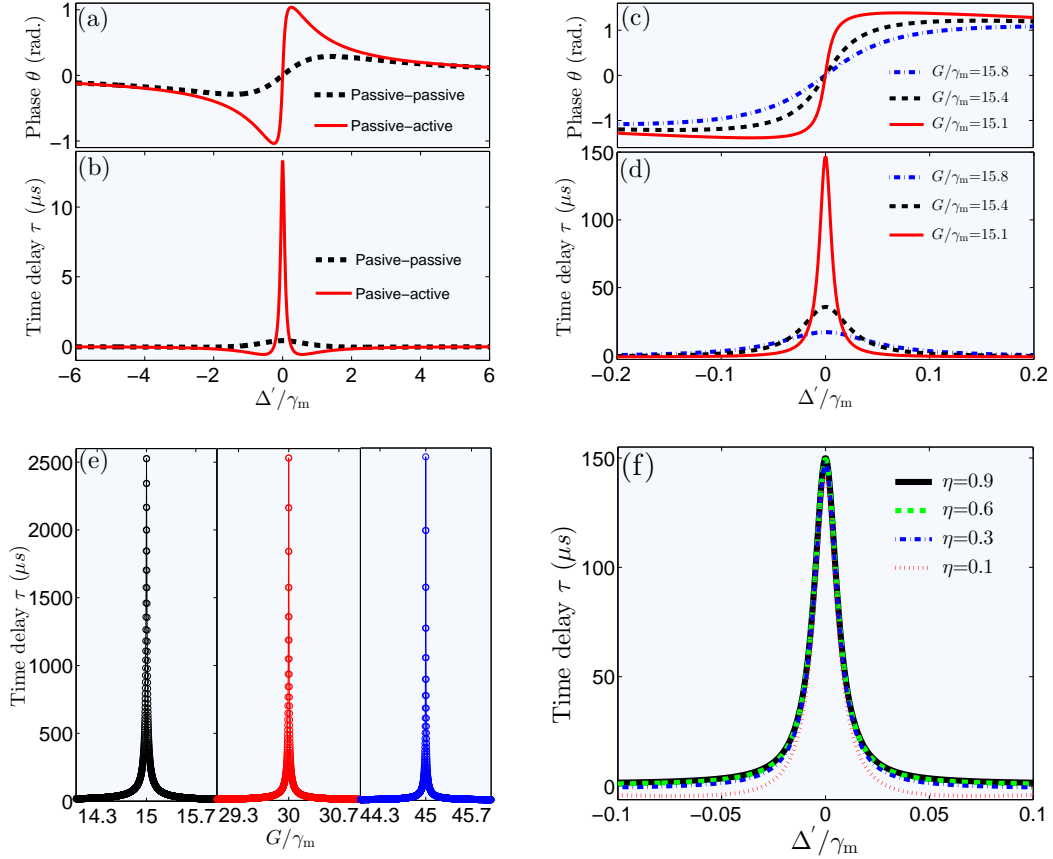 (a)
Phase θ (rad.)
1
0
−1
Passive−passive
Passive−active
(b)
Time delay τ (μs)
10
5
0
Pasive−passive
Pasive−active
−6 −4 −2 0 2 4 6
Δ′/γm
(c)
Phase θ (rad.)
1
0
−1
G/γm=15.8
G/γm=15.4
G/γm=15.1
(d)
Time delay τ (μs)
150
100
50
0
G/γm=15.8
G/γm=15.4
G/γm=15.1
−0.2 −0.1 0 0.1 0.2
Δ′/γm
(e)
Time delay τ (μs)
2500
2000
1500
1000
500
0
14.3 15 15.7 29.3 30 30.7 44.3 45 45.7
G/γm
(f)
Time delay τ (μs)
150
100
50
0
η=0.9
η=0.6
η=0.3
η=0.1
−0.1 −0.05 0 0.05 0.1
Δ′/γm